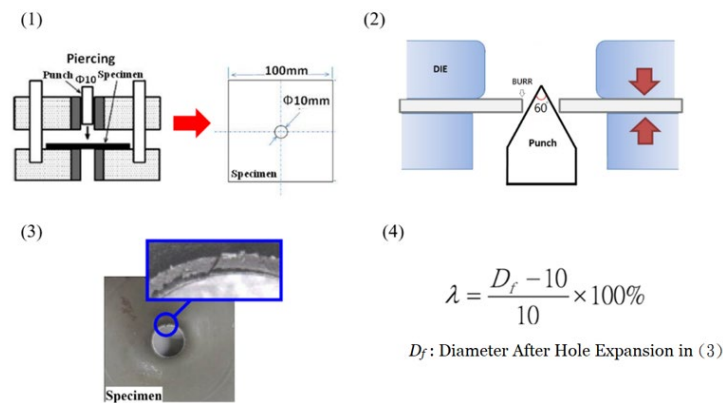 (1)
Piercing
Punch Φ10 Specimen
100mm
Φ10mm
Specimen
(2)
DIE
BURR
60
Punch
(3)
Specimen
(4)
λ = (D_f − 10) / 10 × 100%
Df : Diameter After Hole Expansion in (3)